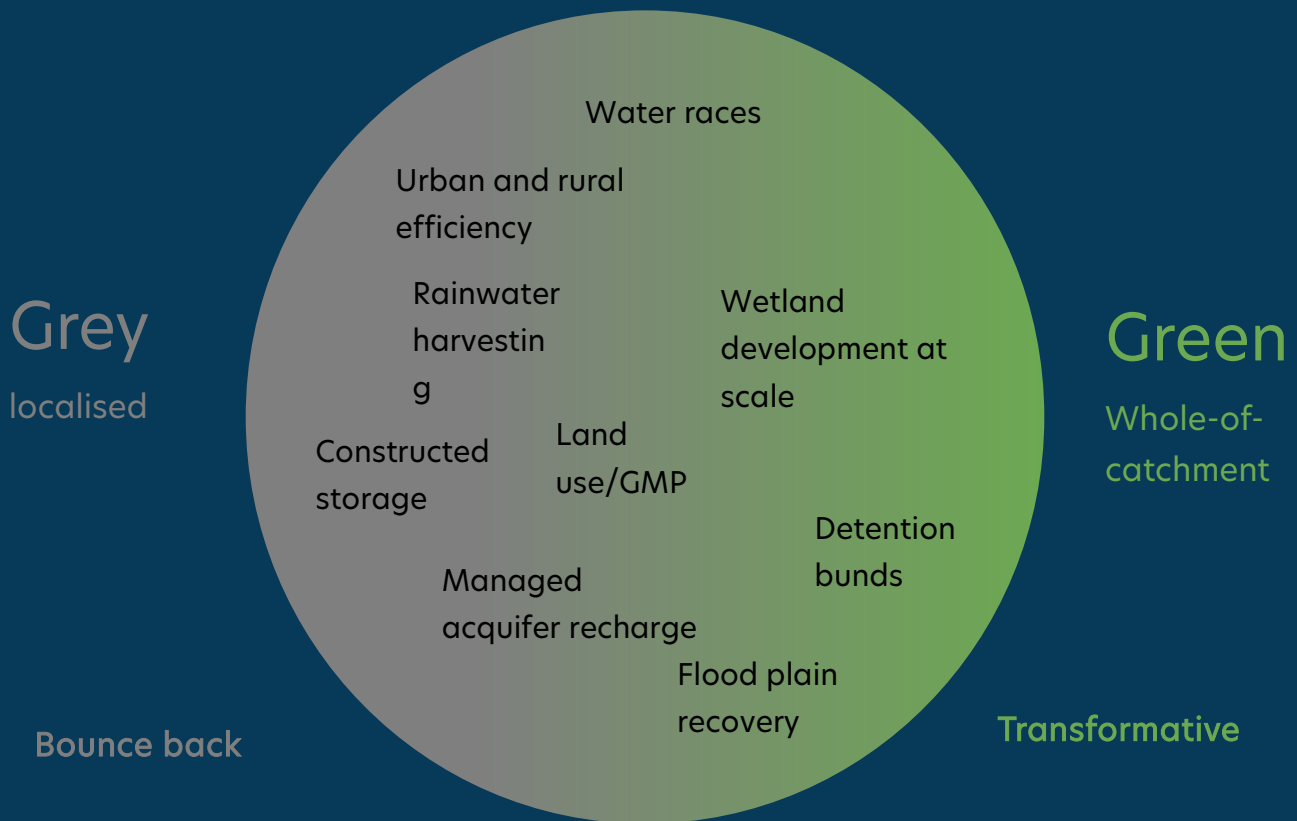 Water races
Urban and rural
efficiency
Rainwater
harvestin
g
Wetland
development at
scale
Grey
localised
Green
Whole-of-
catchment
Constructed
storage
Land
use/GMP
Detention
bunds
Managed
acquifer recharge
Flood plain
recovery
Bounce back
Transformative